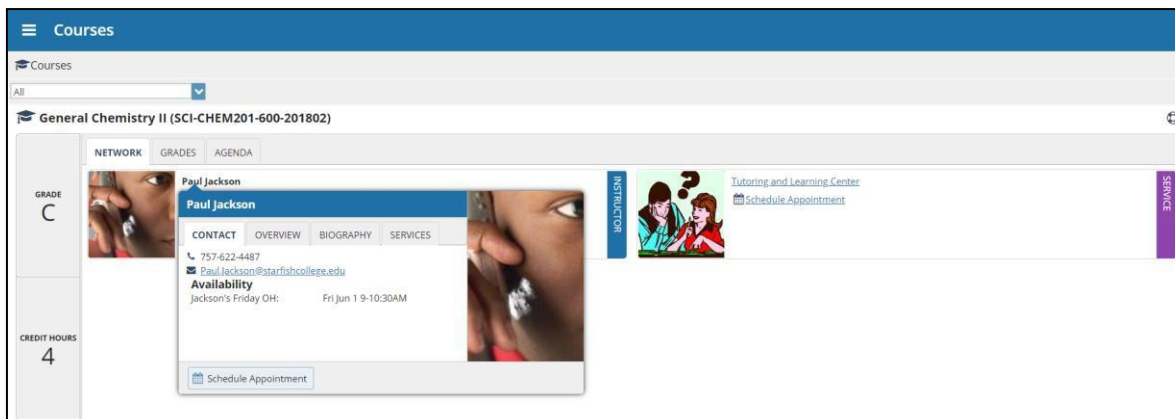 Courses
Courses
All
General Chemistry II (SCI-CHEM201-600-201802)
NETWORK GRADES AGENDA
GRADE
C
CREDIT HOURS
4
Paul Jackson
INSTRUCTOR
Paul Jackson
CONTACT OVERVIEW BIOGRAPHY SERVICES
757-622-4487
Paul.Jackson@starfishcollege.edu
Availability
Jackson's Friday OH: Fri Jun 1 9-10:30AM
Schedule Appointment
Tutoring and Learning Center
Schedule Appointment
SERVICE